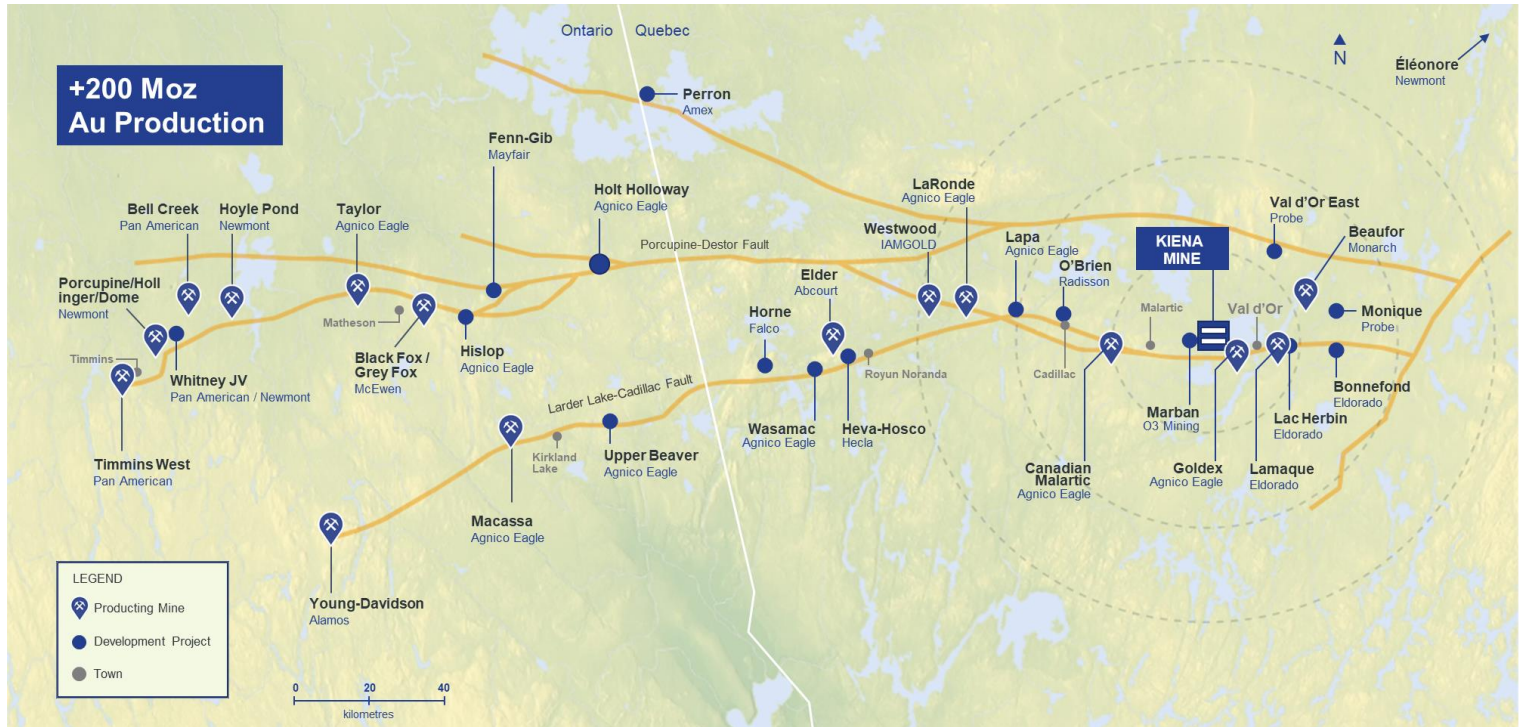 +200 Moz
Au Production
Ontario
Quebec
N
Éléonore
Newmont
Perron
Amex
Fenn-Gib
Mayfair
Holt Holloway
Agnico Eagle
LaRonde
Agnico Eagle
Bell Creek
Pan American
Hoyle Pond
Newmont
Taylor
Agnico Eagle
Westwood
IAMGOLD
Lapa
Agnico Eagle
Val d'Or East
Probe
KIENA
MINE
Beaufor
Monarch
Porcupine-Destor Fault
O'Brien
Radisson
Elder
Abcourt
Porcupine/Holl
inger/Dome
Newmont
Matheson
Horne
Falco
Malartic
Val d'Or
Monique
Probe
Timmins
Black Fox /
Grey Fox
McEwen
Hislop
Agnico Eagle
Royun Noranda
Cadillac
Whitney JV
Pan American / Newmont
Larder Lake-Cadillac Fault
Bonnefond
Eldorado
Marban
O3 Mining
Lac Herbin
Eldorado
Wasamac
Agnico Eagle
Heva-Hosco
Hecla
Kirkland
Lake
Upper Beaver
Agnico Eagle
Timmins West
Pan American
Canadian
Malartic
Agnico Eagle
Goldex
Agnico Eagle
Lamaque
Eldorado
Macassa
Agnico Eagle
Young-Davidson
Alamos
LEGEND
Producting Mine
Development Project
Town
0 20 40
kilometres